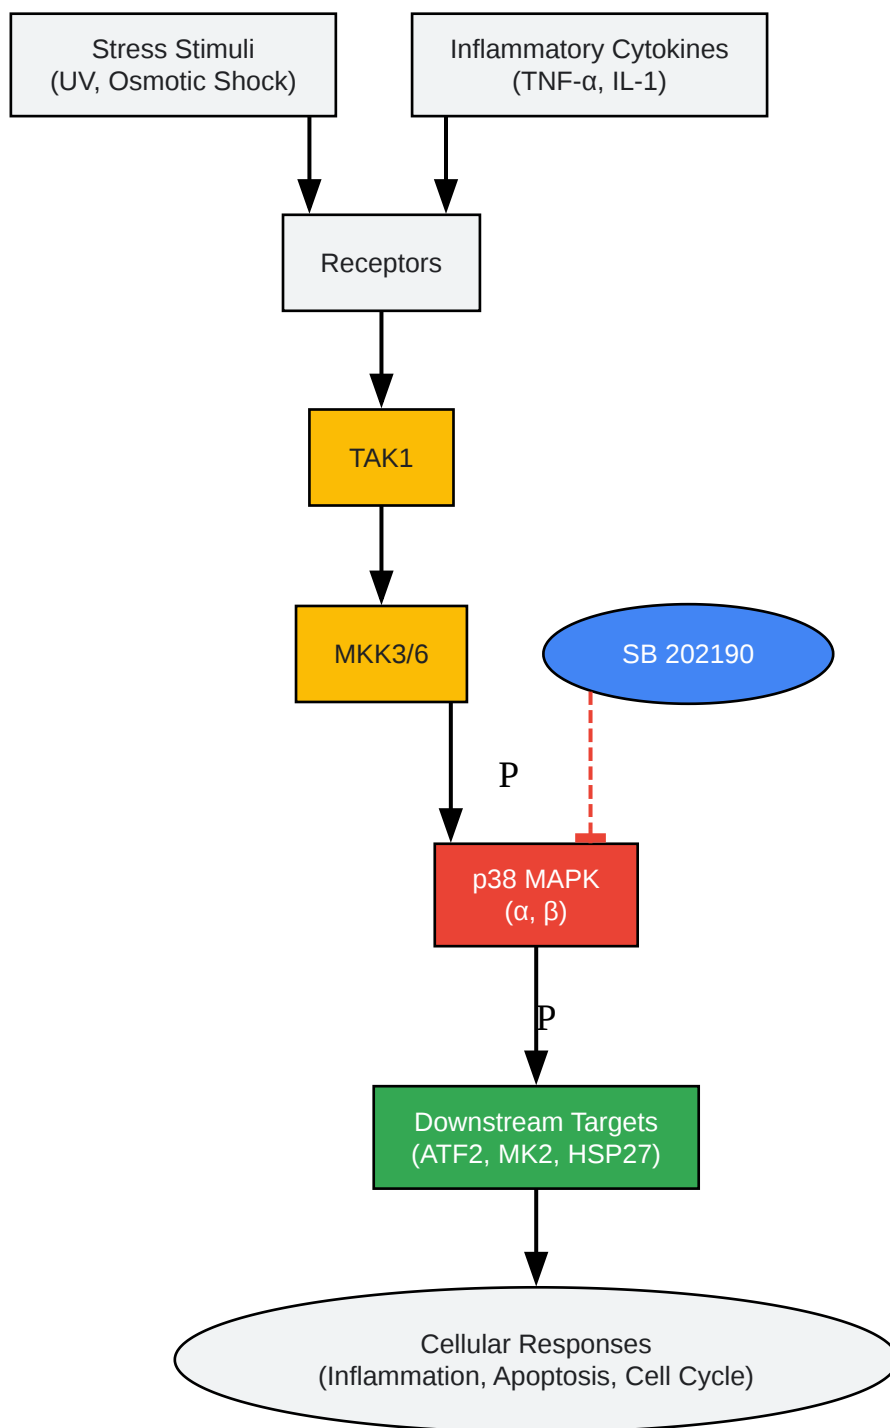 Stress Stimuli
(UV, Osmotic Shock)
Inflammatory Cytokines
(TNF-α, IL-1)
Receptors
TAK1
MKK3/6
SB 202190
P
p38 MAPK
(α, β)
P
Downstream Targets
(ATF2, MK2, HSP27)
Cellular Responses
(Inflammation, Apoptosis, Cell Cycle)